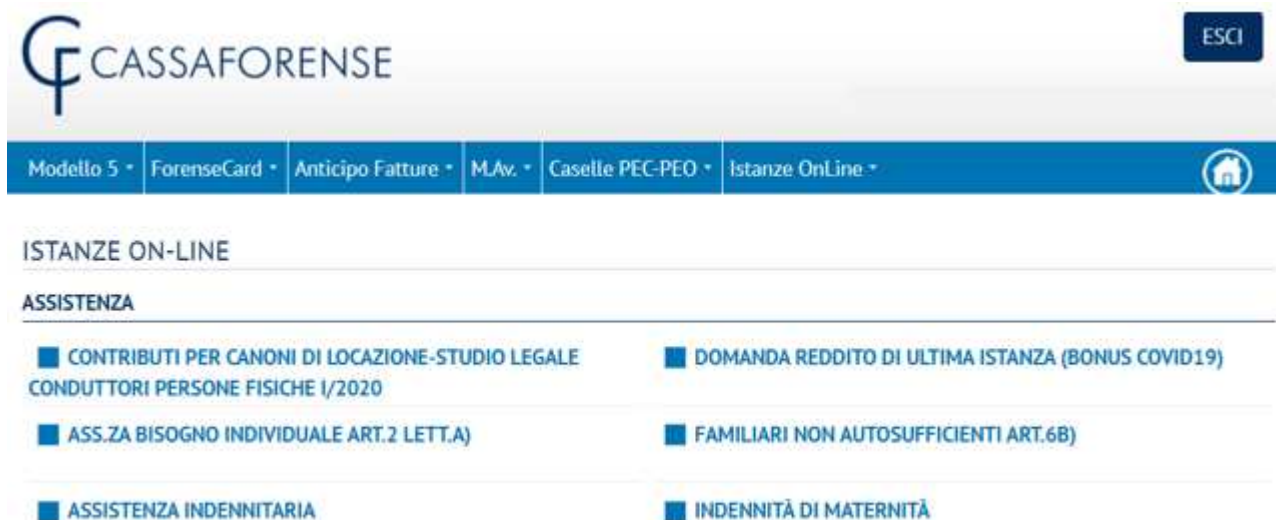 CF CASSAFORENSE
ESCI
Modello 5 ForenseCard Anticipo Fatture M.Av. Caselle PEC-PEO Istanze OnLine
ISTANZE ON-LINE
ASSISTENZA
CONTRIBUTI PER CANONI DI LOCAZIONE-STUDIO LEGALE
CONDUTTORI PERSONE FISICHE I/2020
DOMANDA REDDITO DI ULTIMA ISTANZA (BONUS COVID19)
ASS.ZA BISOGNO INDIVIDUALE ART.2 LETT.A)
FAMILIARI NON AUTOSUFFICIENTI ART.6B)
ASSISTENZA INDENNITARIA
INDENNITÀ DI MATERNITÀ